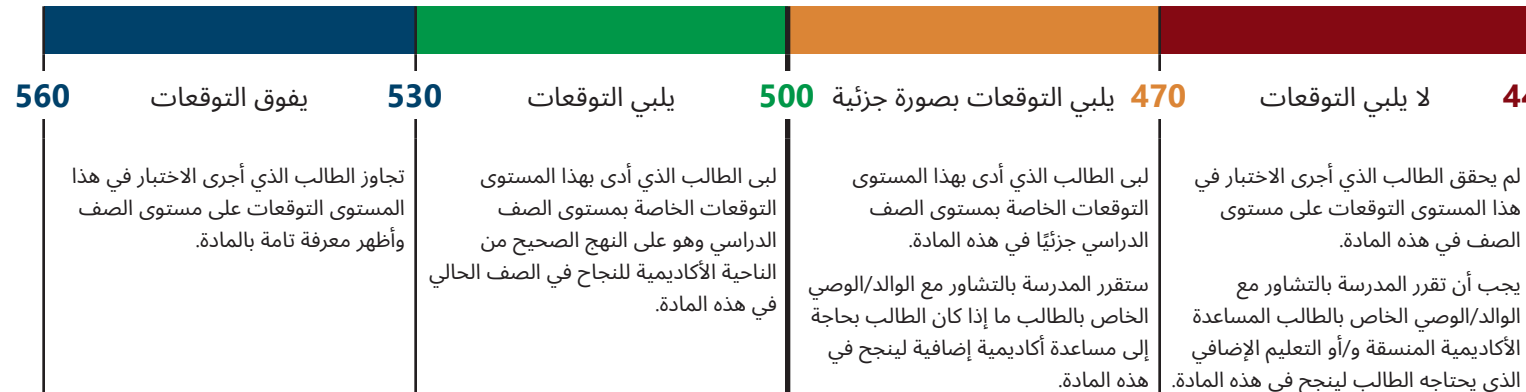 44
لا يلبي التوقعات
470
يلبي التوقعات بصورة جزئية
500
يلبي التوقعات
530
يفوق التوقعات
560
لم يحقق الطالب الذي أجرى الاختبار في
هذا المستوى التوقعات على مستوى
الصف في هذه المادة.
يجب أن تقرر المدرسة بالتشاور مع
الوالد/الوصي الخاص بالطالب المساعدة
الأكاديمية المنسقة و/أو التعليم الإضافي
الذي يحتاجه الطالب لينجح في هذه المادة.
لبى الطالب الذي أدى بهذا المستوى
التوقعات الخاصة بمستوى الصف
الدراسي جزئيًا في هذه المادة.
ستقرر المدرسة بالتشاور مع الوالد/الوصي
الخاص بالطالب ما إذا كان الطالب بحاجة
إلى مساعدة أكاديمية إضافية لينجح في
هذه المادة.
لبى الطالب الذي أدى بهذا المستوى
التوقعات الخاصة بمستوى الصف
الدراسي وهو على النهج الصحيح من
الناحية الأكاديمية للنجاح في الصف الحالي
في هذه المادة.
تجاوز الطالب الذي أجرى الاختبار في هذا
المستوى التوقعات على مستوى الصف
وأظهر معرفة تامة بالمادة.